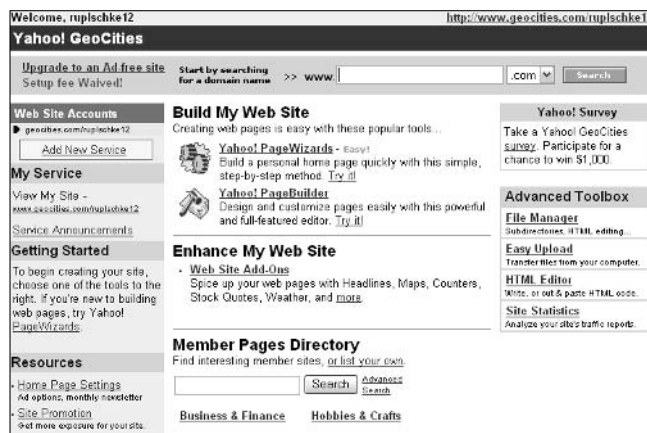 Welcome, ruplschke12
http://www.geocities.com/ruplschke1
Yahoo! GeoCities
Upgrade to an Ad-free site
Setup fee Waived!
Start by searching
for a domain name
>> www.
.com
Search
Web Site Accounts
geocities.com/ruplschke12
Add New Service
My Service
View My Site -
www.geocities.com/ruplschke12
Service Announcements
Getting Started
To begin creating your site,
choose one of the tools to the
right. If you're new to building
web pages, try Yahoo!
PageWizards.
Resources
• Home Page Settings
Ad options, monthly newsletter
• Site Promotion
Get more exposure for your site.
Build My Web Site
Creating web pages is easy with these popular tools...
Yahoo! PageWizards - Easy!
Build a personal home page quickly with this simple,
step-by-step method. Try it!
Yahoo! PageBuilder
Design and customize pages easily with this powerful
and full-featured editor. Try it!
Enhance My Web Site
• Web Site Add-Ons
Spice up your web pages with Headlines, Maps, Counters,
Stock Quotes, Weather, and more.
Member Pages Directory
Find interesting member sites, or list your own.
Search
Advanced
Search
Business & Finance
Hobbies & Crafts
Yahoo! Survey
Take a Yahoo! GeoCities
survey. Participate for a
chance to win $1,000.
Advanced Toolbox
File Manager
Subdirectories, HTML editing...
Easy Upload
Transfer files from your computer.
HTML Editor
Write, or cut & paste HTML code.
Site Statistics
Analyze your site's traffic reports.